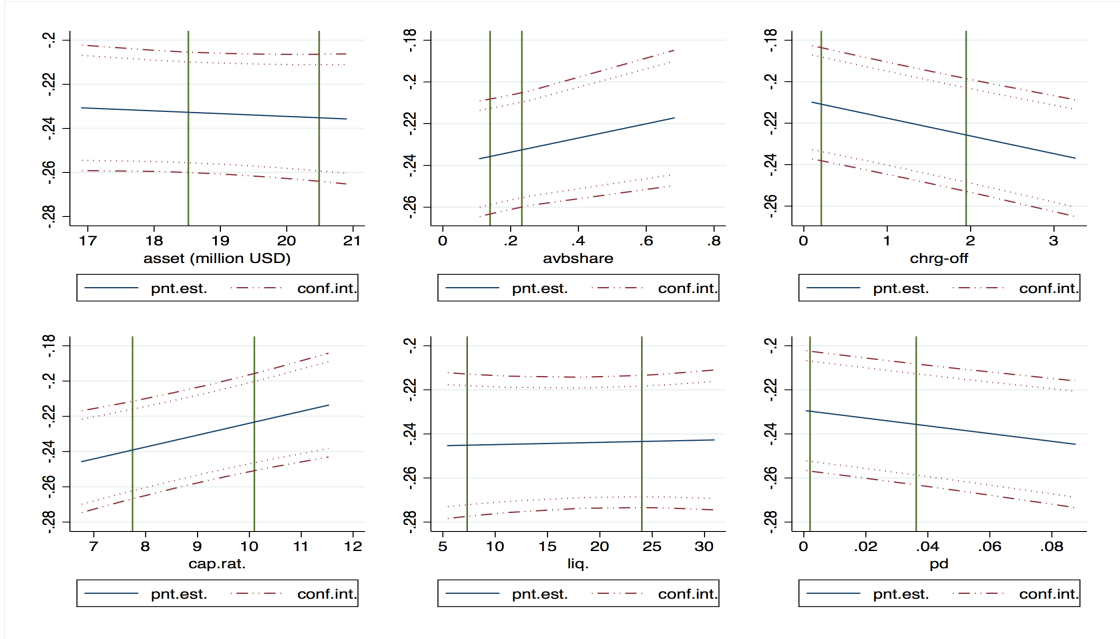 -.2
-.22
-.24
-.26
-.28
17 18 19 20 21
asset (million USD)
pnt.est. conf.int.
-.18
-.2
-.22
-.24
-.26
0 .2 .4 .6 .8
avbshare
pnt.est. conf.int.
-.18
-.2
-.22
-.24
-.26
0 1 2 3
chrg-off
pnt.est. conf.int.
-.18
-.2
-.22
-.24
-.26
-.28
7 8 9 10 11 12
cap.rat.
pnt.est. conf.int.
-.2
-.22
-.24
-.26
-.28
5 10 15 20 25 30
liq.
pnt.est. conf.int.
-.2
-.22
-.24
-.26
-.28
0 .02 .04 .06 .08
pd
pnt.est. conf.int.